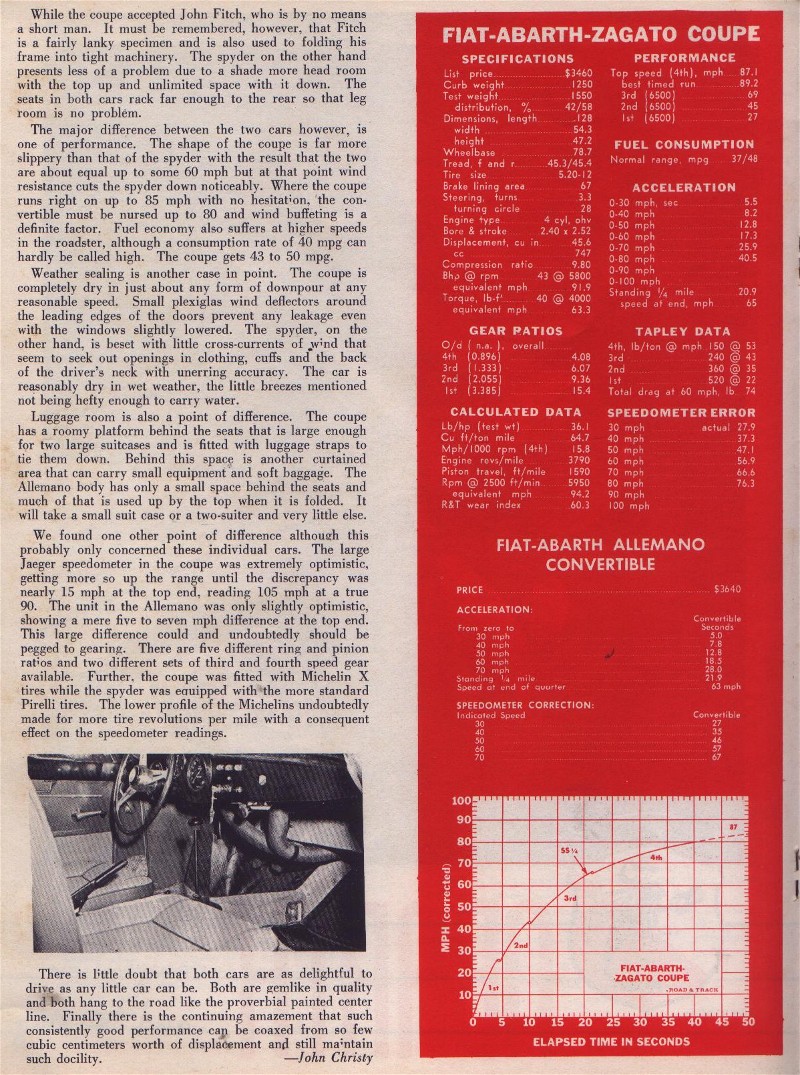 While the coupe accepted John Fitch, who is by no means
a short man. It must be remembered, however, that Fitch
is a fairly lanky specimen and is also used to folding his
frame into tight machinery. The spyder on the other hand
presents less of a problem due to a shade more head room
with the top up and unlimited space with it down. The
seats in both cars rack far enough to the rear so that leg
room is no problem.
The major difference between the two cars however, is
one of performance. The shape of the coupe is far more
slippery than that of the spyder with the result that the two
are about equal up to some 60 mph but at that point wind
resistance cuts the spyder down noticeably. Where the coupe
runs right on up to 85 mph with no hesitation, the con-
vertible must be nursed up to 80 and wind buffeting is a
definite factor. Fuel economy also suffers at higher speeds
in the roadster, although a consumption rate of 40 mpg can
hardly be called high. The coupe gets 43 to 50 mpg.
Weather sealing is another case in point. The coupe is
completely dry in just about any form of downpour at any
reasonable speed. Small plexiglas wind deflectors around
the leading edges of the doors prevent any leakage even
with the windows slightly lowered. The spyder, on the
other hand, is beset with little cross-currents of wind that
seem to seek out openings in clothing, cuffs and the back
of the driver's neck with unerring accuracy. The car is
reasonably dry in wet weather, the little breezes mentioned
not being hefty enough to carry water.
Luggage room is also a point of difference. The coupe
has a roomy platform behind the seats that is large enough
for two large suitcases and is fitted with luggage straps to
tie them down. Behind this space is another curtained
area that can carry small equipment and soft baggage. The
Allemano body has only a small space behind the seats and
much of that is used up by the top when it is folded. It
will take a small suit case or a two-suiter and very little else.
We found one other point of difference although this
probably only concerned these individual cars. The large
Jaeger speedometer in the coupe was extremely optimistic,
getting more so up the range until the discrepancy was
nearly 15 mph at the top end, reading 105 mph at a true
90. The unit in the Allemano was only slightly optimistic,
showing a mere five to seven mph difference at the top end.
This large difference could and undoubtedly should be
pegged to gearing. There are five different ring and pinion
ratios and two different sets of third and fourth speed gear
available. Further, the coupe was fitted with Michelin X
tires while the spyder was equipped with the more standard
Pirelli tires. The lower profile of the Michelins undoubtedly
made for more tire revolutions per mile with a consequent
effect on the speedometer readings.
There is little doubt that both cars are as delightful to
drive as any little car can be. Both are gemlike in quality
and both hang to the road like the proverbial painted center
line. Finally there is the continuing amazement that such
consistently good performance can be coaxed from so few
cubic centimeters worth of displacement and still maintain
such docility. —John Christy
FIAT-ABARTH-ZAGATO COUPE
SPECIFICATIONS
List price $3460
Curb weight 1250
Test weight 1550
distribution, % 42/58
Dimensions, length 128
width 54.3
height 47.2
Wheelbase 78.7
Tread, f and r 45.3/45.4
Tire size 5.20-12
Brake lining area 67
Steering, turns 3.3
turning circle 28
Engine type 4 cyl, ohv
Bore & stroke 2.40 x 2.52
Displacement, cu in 45.6
cc 747
Compression ratio 9.80
Bhp @ rpm 43 @ 5800
equivalent mph 91.9
Torque, lb-ft 40 @ 4000
equivalent mph 63.3
GEAR RATIOS
O/d ( n.a. ), overall
4th (0.896) 4.08
3rd (1.333) 6.07
2nd (2.055) 9.36
1st (3.385) 15.4
CALCULATED DATA
Lb/hp (test wt) 36.1
Cu ft/ton mile 64.7
Mph/1000 rpm (4th) 15.8
Engine revs/mile 3790
Piston travel, ft/mile 1590
Rpm @ 2500 ft/min 5950
equivalent mph 94.2
R&T wear index 60.3
PERFORMANCE
Top speed (4th), mph 87.1
best timed run 89.2
3rd (6500) 69
2nd (6500) 45
1st (6500) 27
FUEL CONSUMPTION
Normal range, mpg 37/48
ACCELERATION
0-30 mph, sec 5.5
0-40 mph 8.2
0-50 mph 12.8
0-60 mph 17.3
0-70 mph 25.9
0-80 mph 40.5
0-90 mph
0-100 mph
Standing ¼ mile 20.9
speed at end, mph 65
TAPLEY DATA
4th, lb/ton @ mph 150 @ 53
3rd 240 @ 43
2nd 360 @ 35
1st 520 @ 22
Total drag at 60 mph, lb 74
SPEEDOMETER ERROR
30 mph actual 27.9
40 mph 37.3
50 mph 47.1
60 mph 56.9
70 mph 66.6
80 mph 76.3
90 mph
100 mph
FIAT-ABARTH ALLEMANO
CONVERTIBLE
PRICE $3640
ACCELERATION:
Convertible
From zero to Seconds
30 mph 5.0
40 mph 7.8
50 mph 12.8
60 mph 18.5
70 mph 28.0
Standing ¼ mile 21.9
Speed at end of quarter 63 mph
SPEEDOMETER CORRECTION:
Indicated Speed Convertible
30 27
40 35
50 46
60 57
70 67
MPH (corrected)
100
90
80
70
60
50
40
30
20
10
87
SS ¼
4th
3rd
2nd
1st
FIAT-ABARTH-
ZAGATO COUPE
ROAD & TRACK
0 5 10 15 20 25 30 35 40 45 50
ELAPSED TIME IN SECONDS